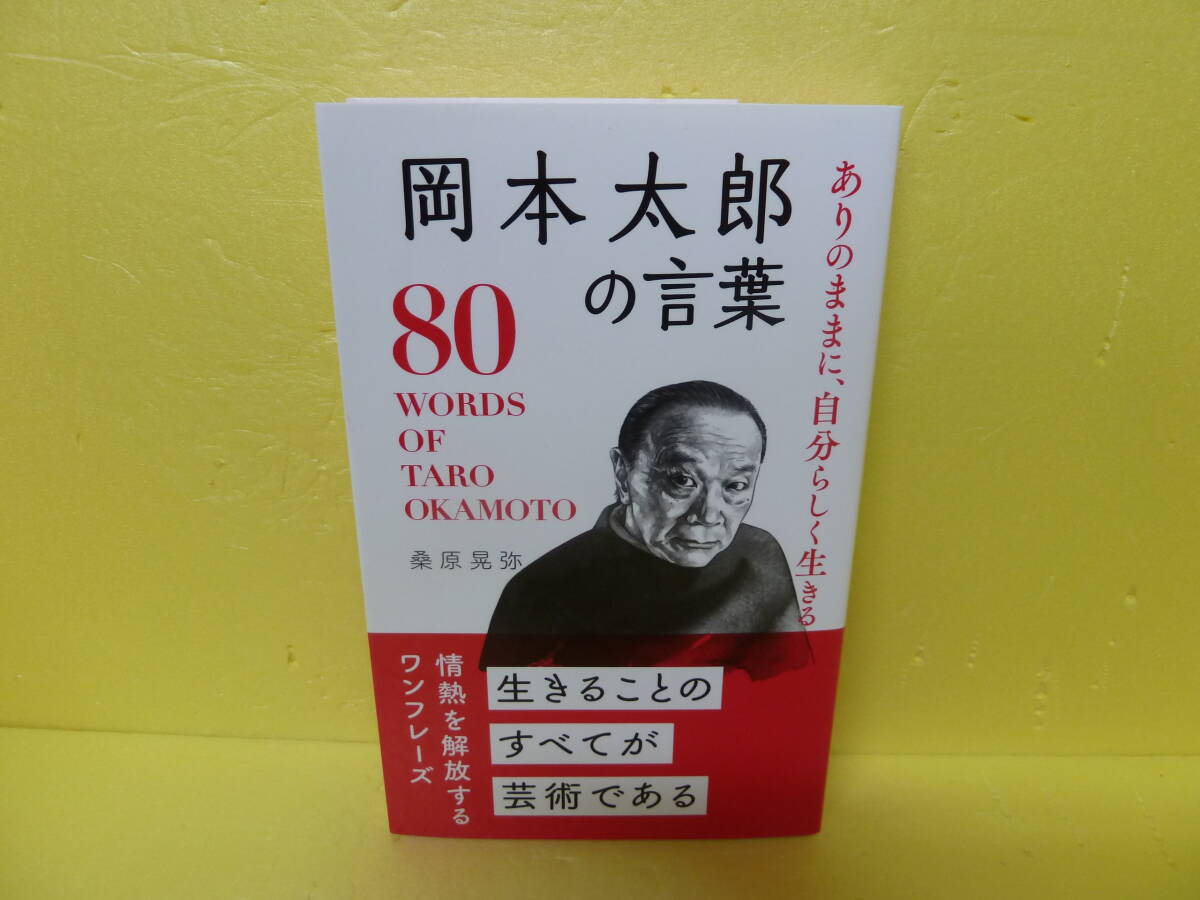 岡本太郎
の言葉
ありのままに、自分らしく生きる
80
WORDS
OF
TARO
OKAMOTO
桑原晃弥
情熱を解放する
ワンフレーズ
生きることの
すべてが
芸術である